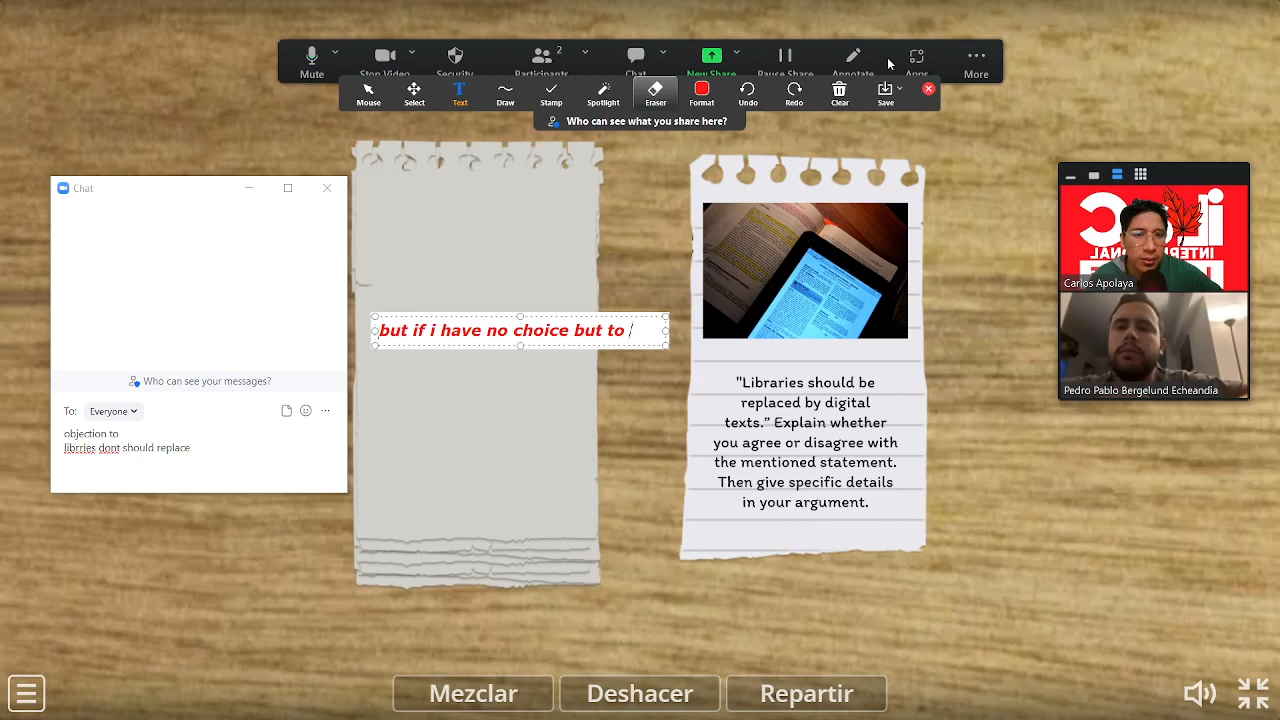 Mute
Stop Video
Security
Participants
2
Chat
New Share
Pause Share
Annotate
Apps
More
Mouse
Select
Text
Draw
Stamp
Spotlight
Eraser
Format
Undo
Redo
Clear
Save
Who can see what you share here?
Chat
Who can see your messages?
To: Everyone
objection to
librries dont should replace
but if i have no choice but to
"Libraries should be
replaced by digital
texts.” Explain whether
you agree or disagree with
the mentioned statement.
Then give specific details
in your argument.
Carlos Apolaya
Pedro Pablo Bergelund Echeandía
Mezclar
Deshacer
Repartir